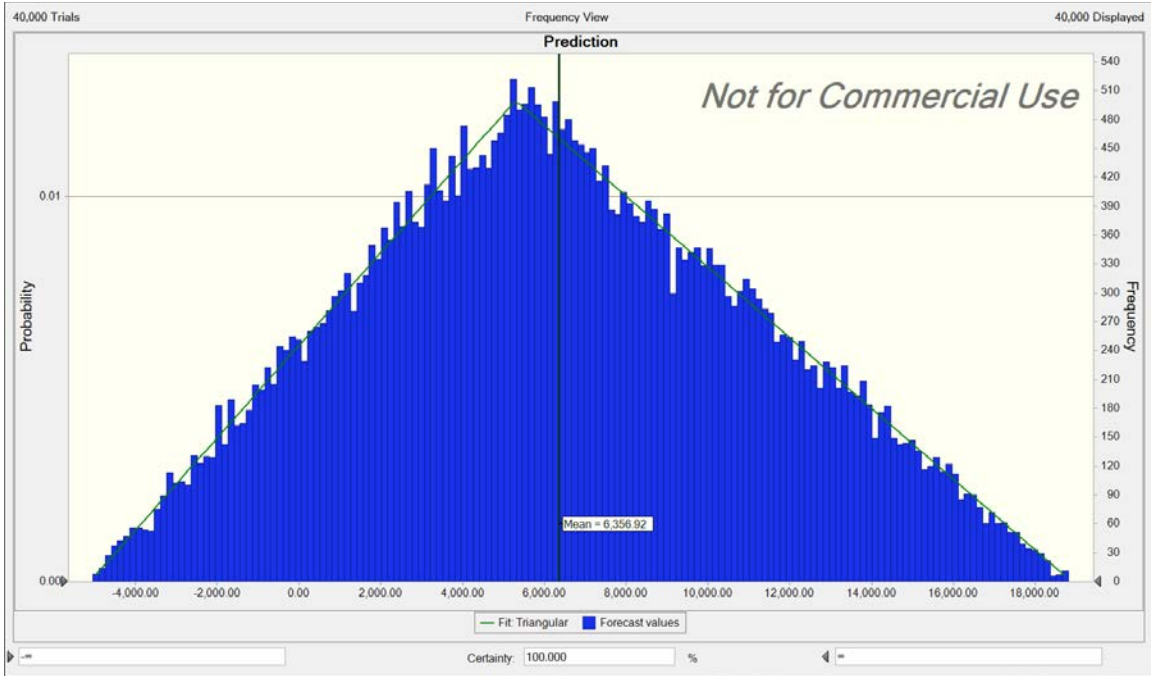 40,000 Trials Frequency View 40,000 Displayed
Prediction
Not for Commercial Use
Probability
0.01
0.00
Frequency
540
510
480
450
420
390
360
330
300
270
240
210
180
150
120
90
60
30
0
Mean = 6,356.92
-4,000.00 -2,000.00 0.00 2,000.00 4,000.00 6,000.00 8,000.00 10,000.00 12,000.00 14,000.00 16,000.00 18,000.00
Fit: Triangular Forecast values
-∞ Certainty: 100.000 % ∞